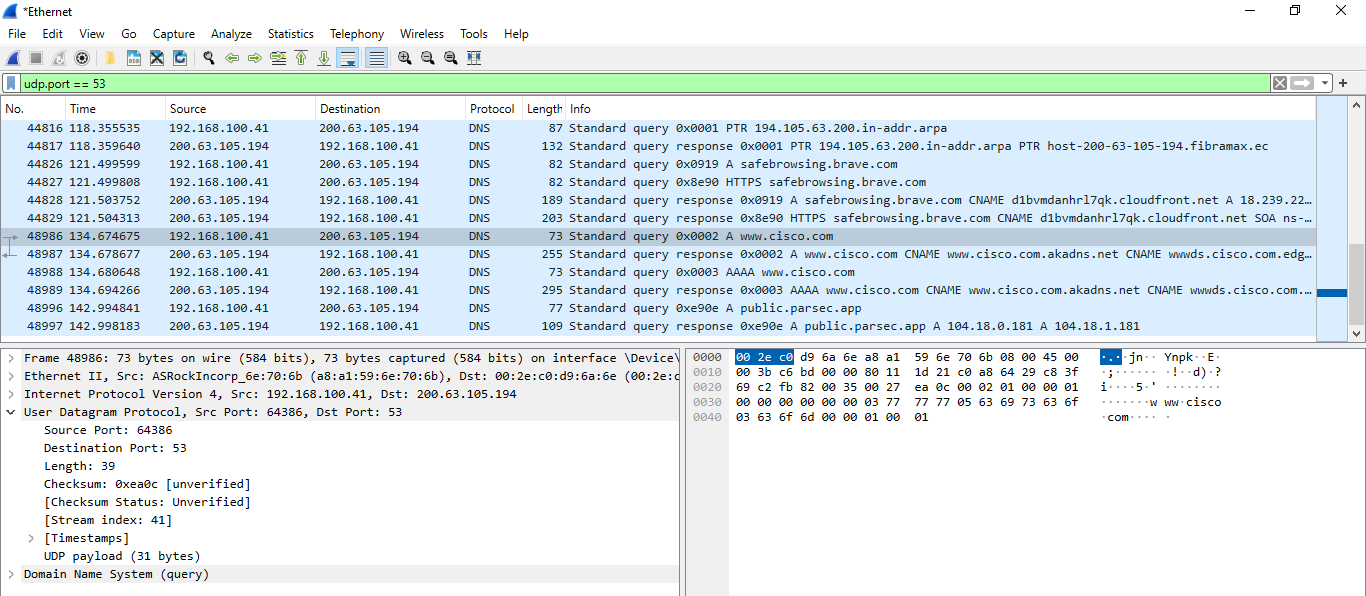 *Ethernet
File Edit View Go Capture Analyze Statistics Telephony Wireless Tools Help
udp.port == 53
No. Time Source Destination Protocol Length Info
44816 118.355535 192.168.100.41 200.63.105.194 DNS 87 Standard query 0x0001 PTR 194.105.63.200.in-addr.arpa
44817 118.359640 200.63.105.194 192.168.100.41 DNS 132 Standard query response 0x0001 PTR 194.105.63.200.in-addr.arpa PTR host-200-63-105-194.fibramax.ec
44826 121.499599 192.168.100.41 200.63.105.194 DNS 82 Standard query 0x0919 A safebrowsing.brave.com
44827 121.499808 192.168.100.41 200.63.105.194 DNS 82 Standard query 0x8e90 HTTPS safebrowsing.brave.com
44828 121.503752 200.63.105.194 192.168.100.41 DNS 189 Standard query response 0x0919 A safebrowsing.brave.com CNAME d1bvmdanhrl7qk.cloudfront.net A 18.239.22…
44829 121.504313 200.63.105.194 192.168.100.41 DNS 203 Standard query response 0x8e90 HTTPS safebrowsing.brave.com CNAME d1bvmdanhrl7qk.cloudfront.net SOA ns-…
48986 134.674675 192.168.100.41 200.63.105.194 DNS 73 Standard query 0x0002 A www.cisco.com
48987 134.678677 200.63.105.194 192.168.100.41 DNS 255 Standard query response 0x0002 A www.cisco.com CNAME www.cisco.com.akadns.net CNAME wwwds.cisco.com.edg…
48988 134.680648 192.168.100.41 200.63.105.194 DNS 73 Standard query 0x0003 AAAA www.cisco.com
48989 134.694266 200.63.105.194 192.168.100.41 DNS 295 Standard query response 0x0003 AAAA www.cisco.com CNAME www.cisco.com.akadns.net CNAME wwwds.cisco.com.…
48996 142.994841 192.168.100.41 200.63.105.194 DNS 77 Standard query 0xe90e A public.parsec.app
48997 142.998183 200.63.105.194 192.168.100.41 DNS 109 Standard query response 0xe90e A public.parsec.app A 104.18.0.181 A 104.18.1.181
Frame 48986: 73 bytes on wire (584 bits), 73 bytes captured (584 bits) on interface \Device\
Ethernet II, Src: ASRockIncorp_6e:70:6b (a8:a1:59:6e:70:6b), Dst: 00:2e:c0:d9:6a:6e (00:2e:c
Internet Protocol Version 4, Src: 192.168.100.41, Dst: 200.63.105.194
User Datagram Protocol, Src Port: 64386, Dst Port: 53
Source Port: 64386
Destination Port: 53
Length: 39
Checksum: 0xea0c [unverified]
[Checksum Status: Unverified]
[Stream index: 41]
[Timestamps]
UDP payload (31 bytes)
Domain Name System (query)
0000 00 2e c0 d9 6a 6e a8 a1 59 6e 70 6b 08 00 45 00 ·.··jn·· Ynpk··E·
0010 00 3b c6 bd 00 00 80 11 1d 21 c0 a8 64 29 c8 3f ·;······ ·!··d)·?
0020 69 c2 fb 82 00 35 00 27 ea 0c 00 02 01 00 00 01 i····5·' ········
0030 00 00 00 00 00 00 03 77 77 77 05 63 69 73 63 6f ·······w ww·cisco
0040 03 63 6f 6d 00 00 01 00 01 ·com···· ·